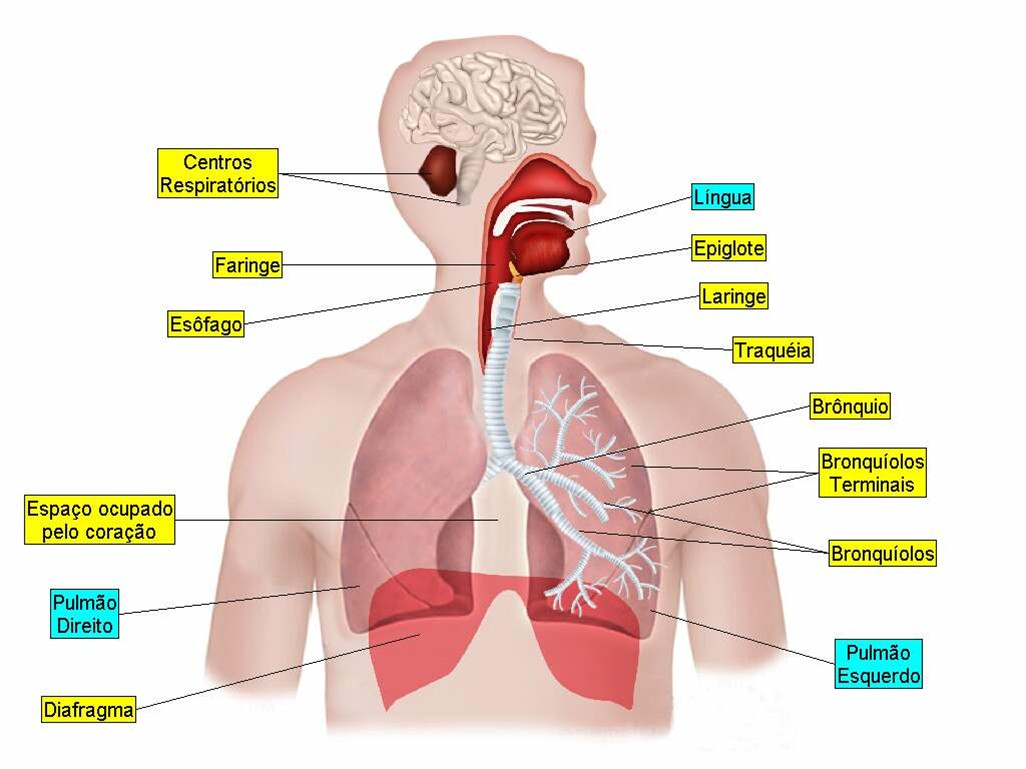 Centros
Respiratórios
Língua
Epiglote
Faringe
Laringe
Esôfago
Traquéia
Brônquio
Bronquíolos
Terminais
Espaço ocupado
pelo coração
Bronquíolos
Pulmão
Direito
Pulmão
Esquerdo
Diafragma